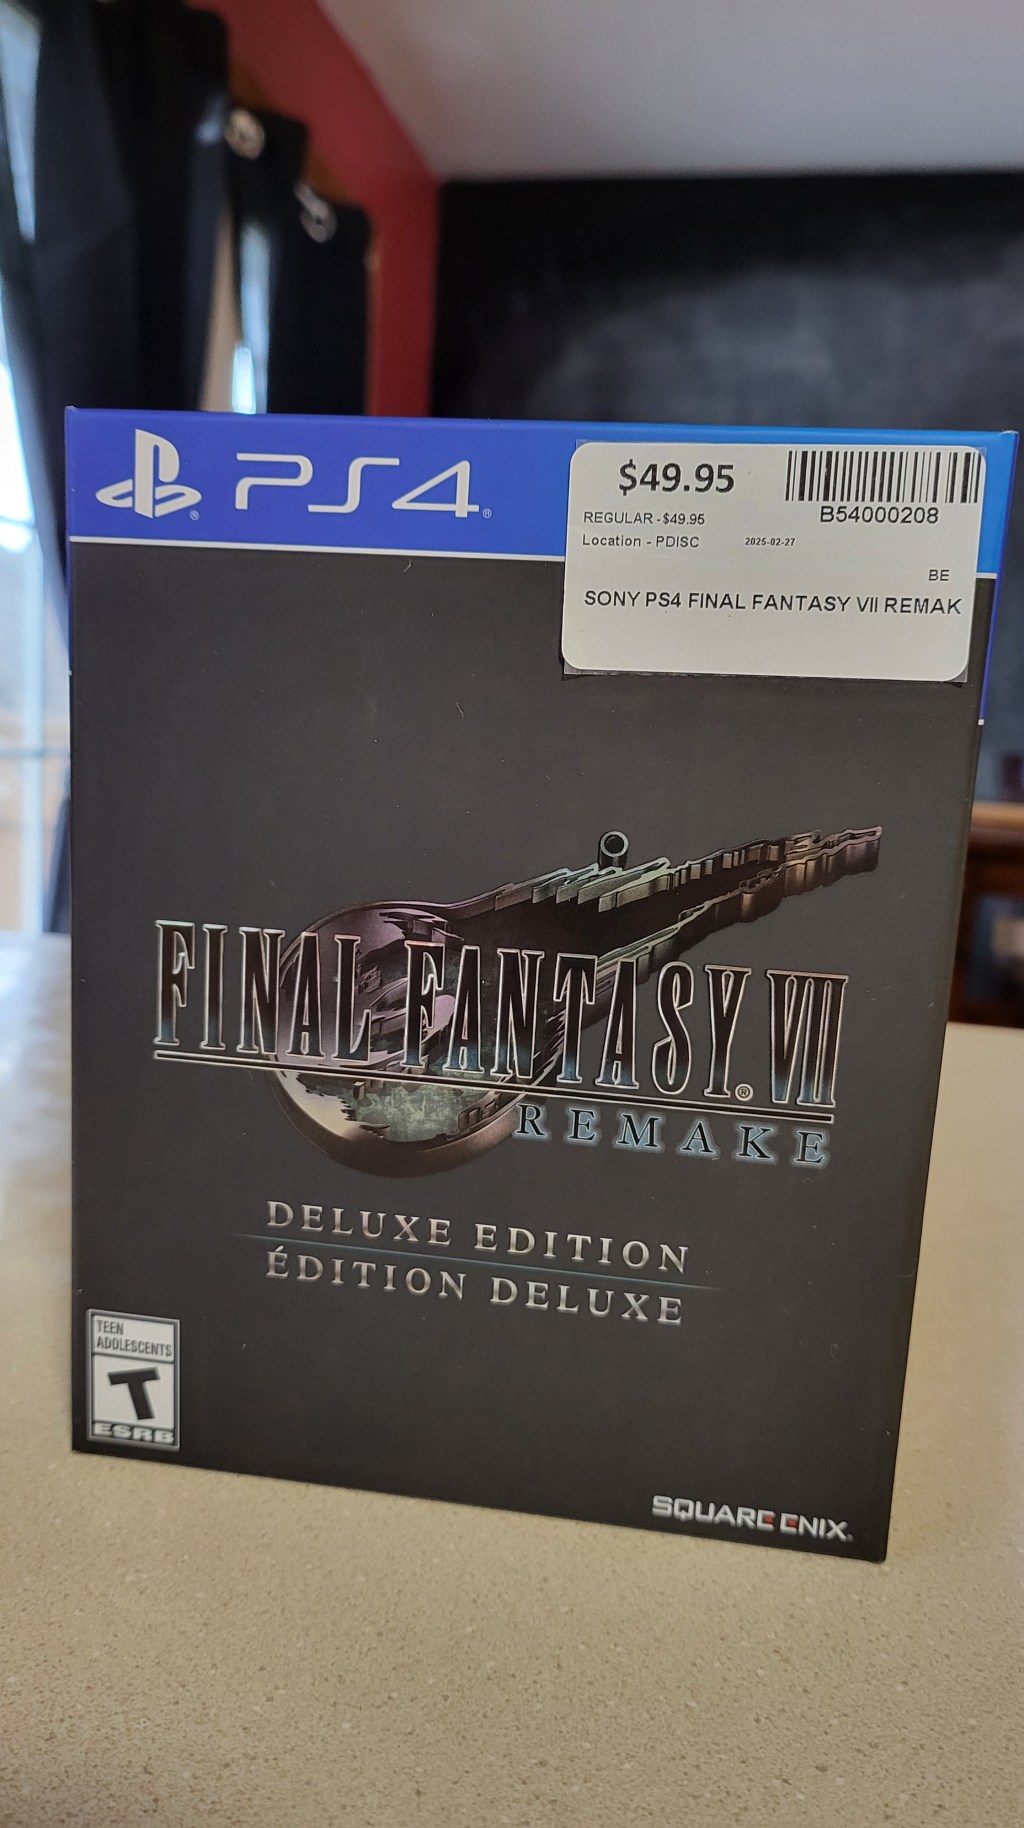 PS4
$49.95
B54000208
REGULAR - $49.95
Location - PDISC 2025-02-27
BE
SONY PS4 FINAL FANTASY VII REMAK
FINAL FANTASY® VII
REMAKE
DELUXE EDITION
ÉDITION DELUXE
TEEN
ADOLESCENTS
T
ESRB
SQUARE ENIX